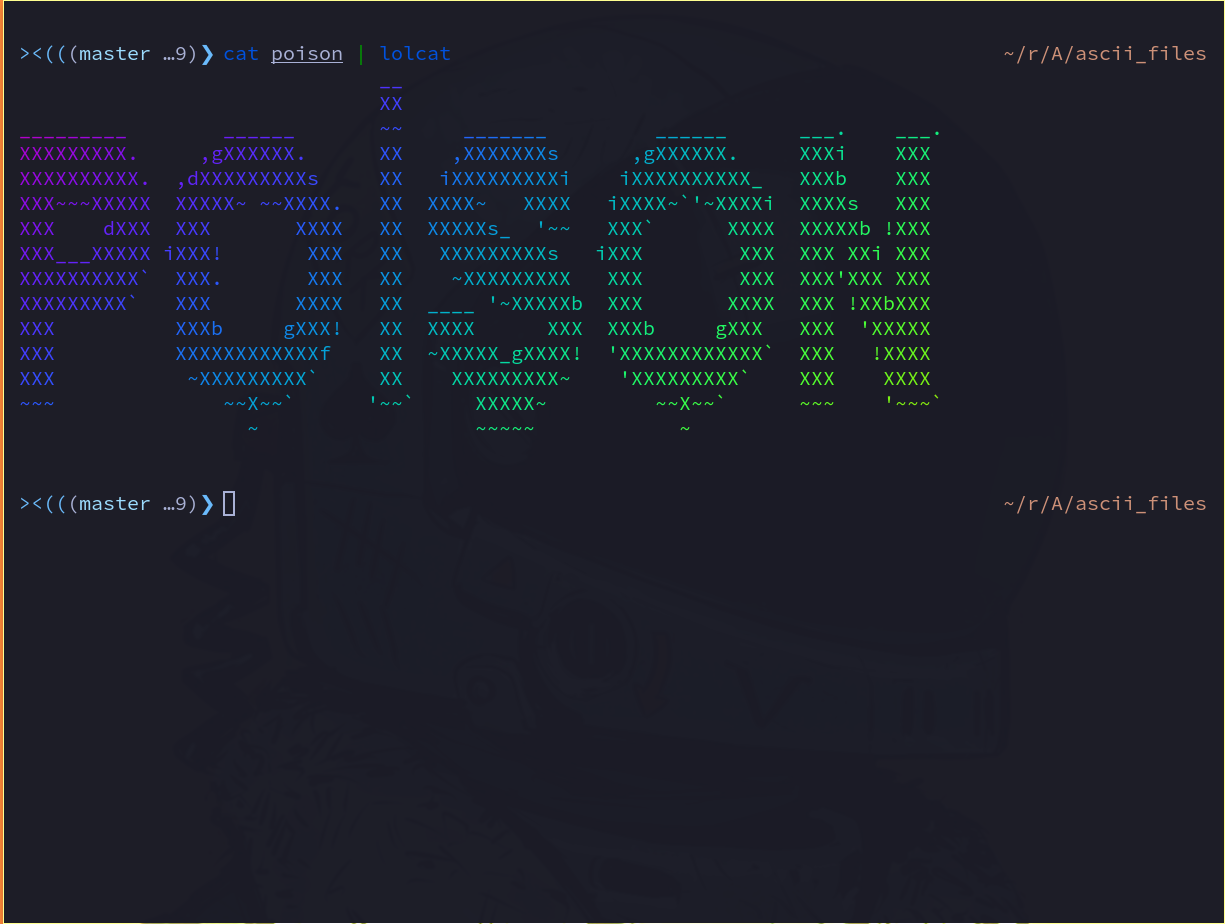 ><(((master …9)❯ cat poison | lolcat ~/r/A/ascii_files
                              __
                              XX
_________        ______       ~~     _______         ______      ___.    ___.
XXXXXXXXX.     ,gXXXXXX.      XX    ,XXXXXXXs      ,gXXXXXX.     XXXi    XXX
XXXXXXXXXX.  ,dXXXXXXXXXs     XX   iXXXXXXXXXi    iXXXXXXXXXX_   XXXb    XXX
XXX~~~XXXXX  XXXXX~ ~~XXXX.   XX  XXXX~   XXXX   iXXXX~`'~XXXXi  XXXXs   XXX
XXX    dXXX  XXX       XXXX   XX  XXXXXs_  '~~   XXX`      XXXX  XXXXXb !XXX
XXX___XXXXX iXXX!       XXX   XX   XXXXXXXXXs   iXXX        XXX  XXX XXi XXX
XXXXXXXXXX`  XXX.       XXX   XX    ~XXXXXXXXX   XXX        XXX  XXX'XXX XXX
XXXXXXXXX`   XXX       XXXX   XX  ____ '~XXXXXb  XXX       XXXX  XXX !XXbXXX
XXX          XXXb     gXXX!   XX  XXXX      XXX  XXXb     gXXX   XXX  'XXXXX
XXX          XXXXXXXXXXXXf    XX  ~XXXXX_gXXXX!  'XXXXXXXXXXXX`  XXX   !XXXX
XXX           ~XXXXXXXXX`     XX    XXXXXXXXX~    'XXXXXXXXX`    XXX    XXXX
~~~              ~~X~~`      '~~`     XXXXX~         ~~X~~`      ~~~    '~~~`
                   ~                  ~~~~~            ~
><(((master …9)❯ ~/r/A/ascii_files